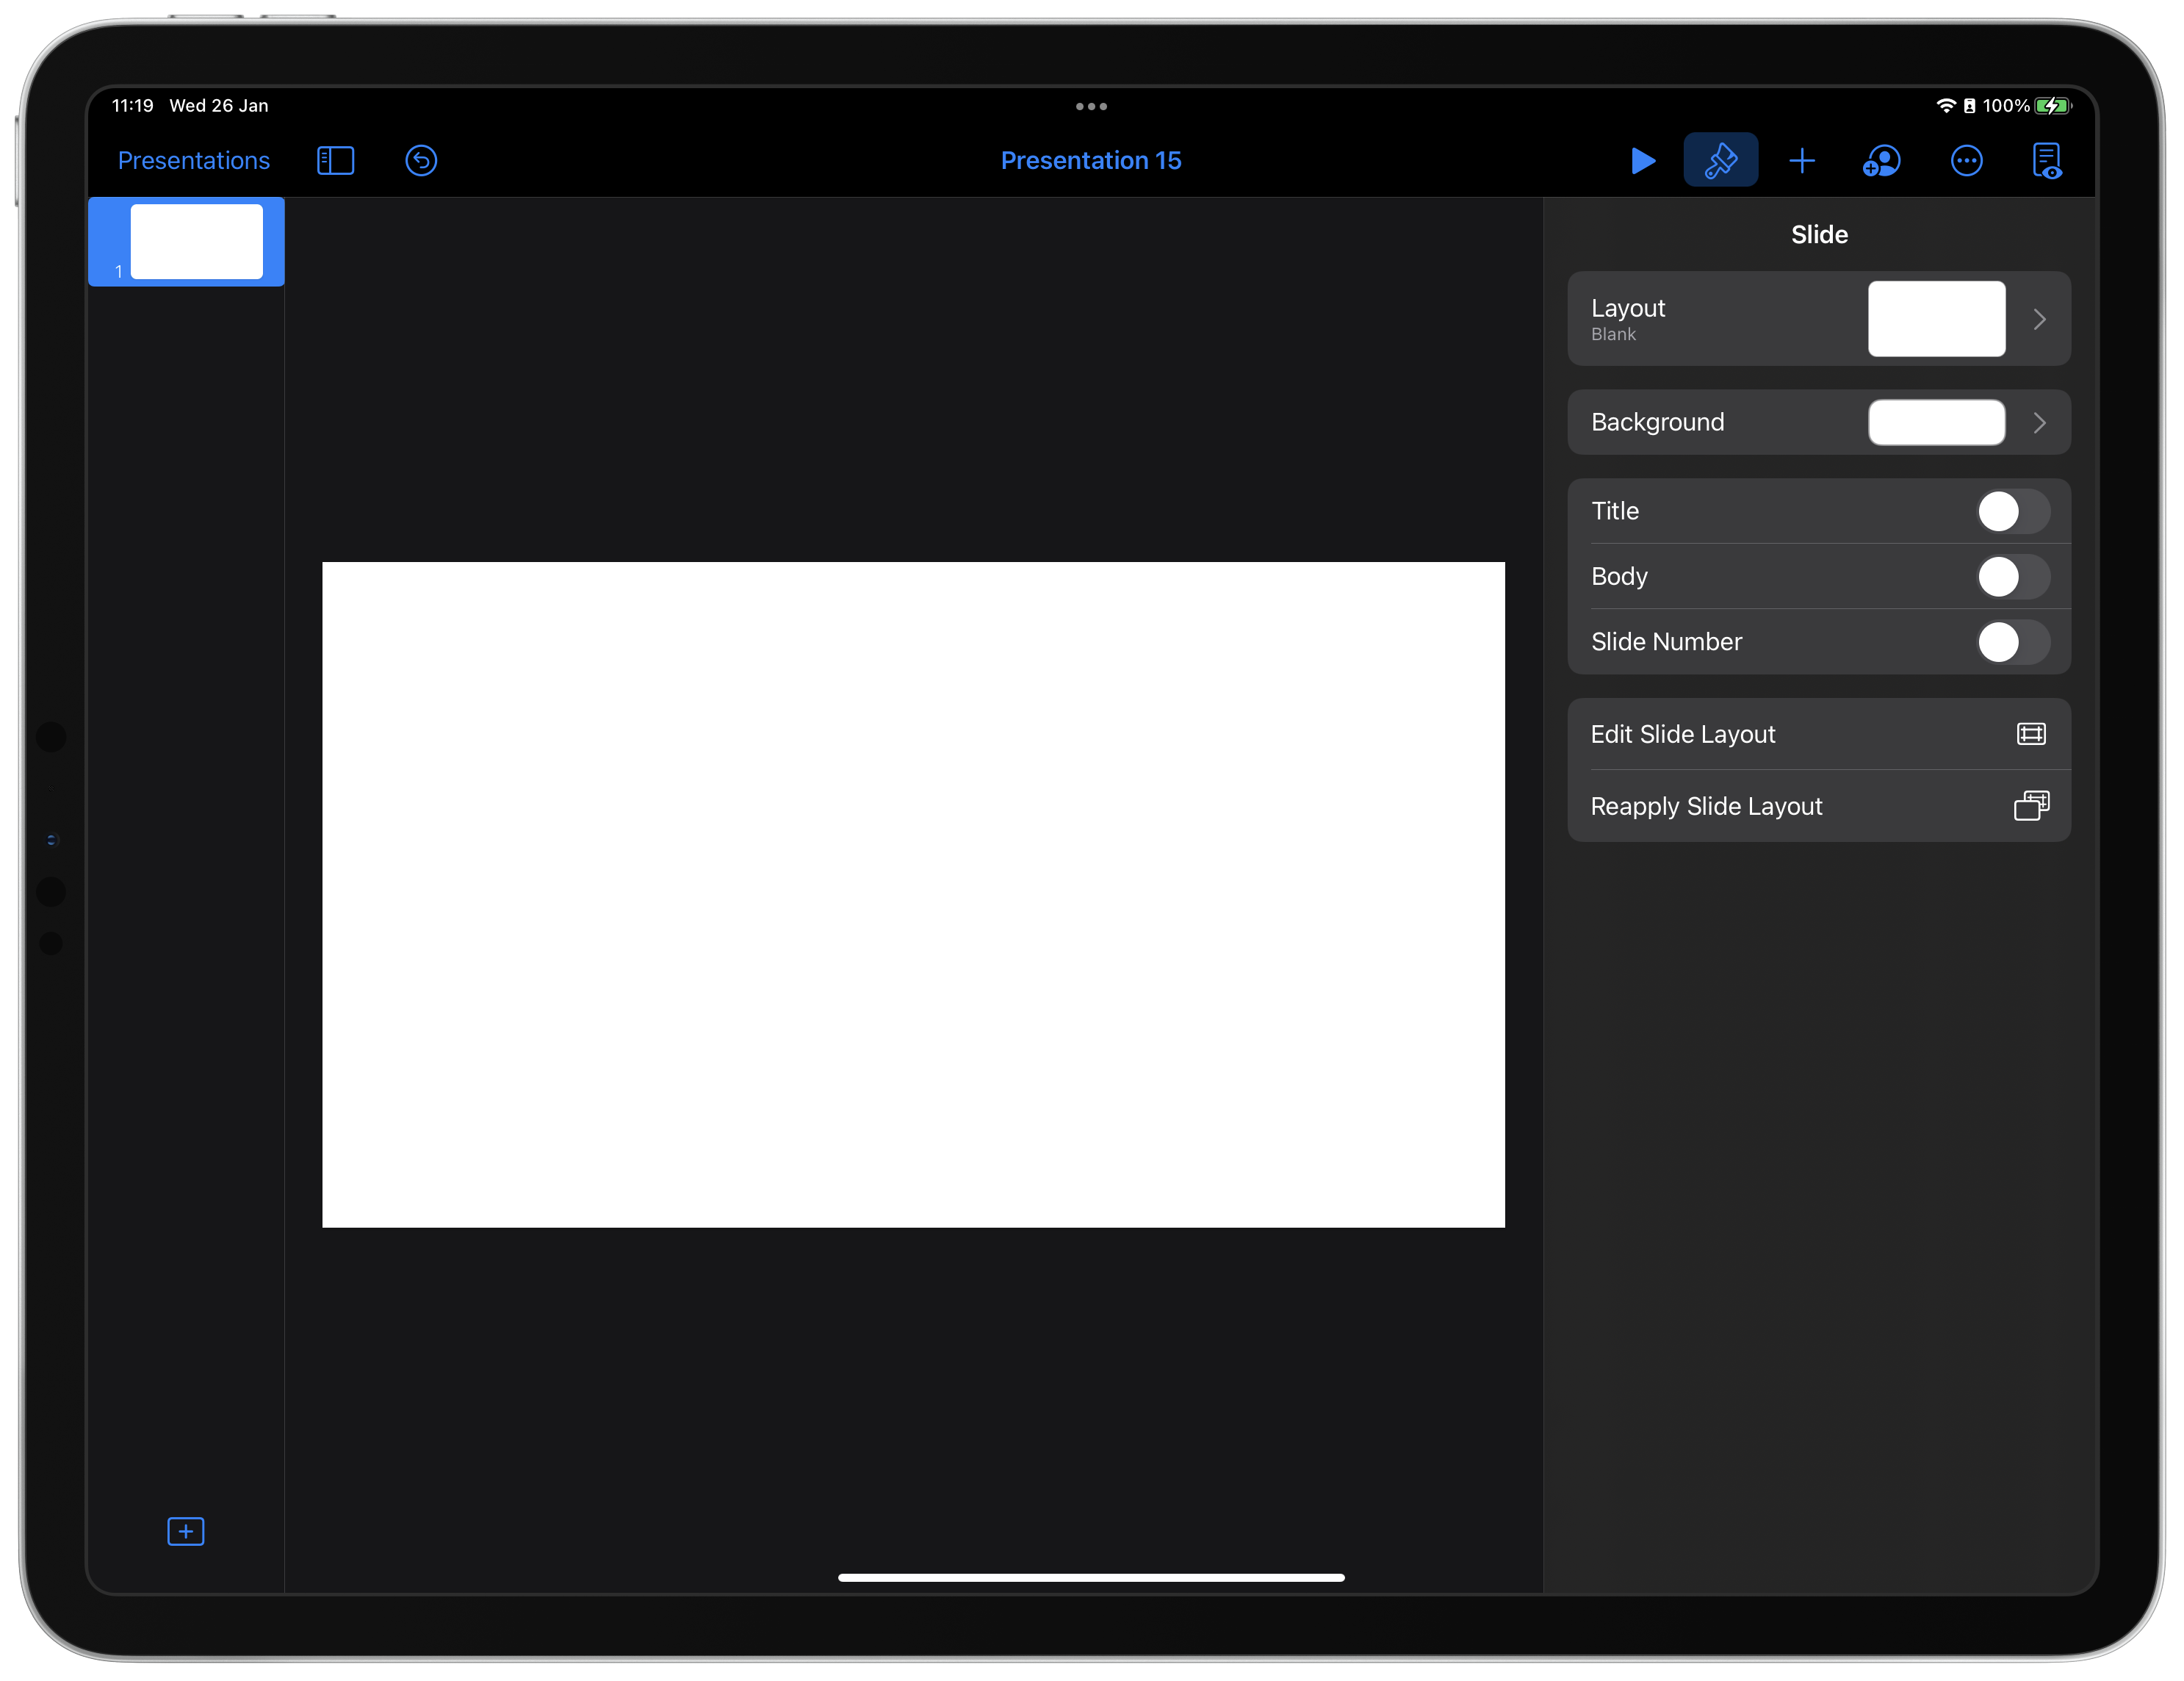 11:19 Wed 26 Jan
100%
Presentations
Presentation 15
1
Slide
Layout
Blank
Background
Title
Body
Slide Number
Edit Slide Layout
Reapply Slide Layout